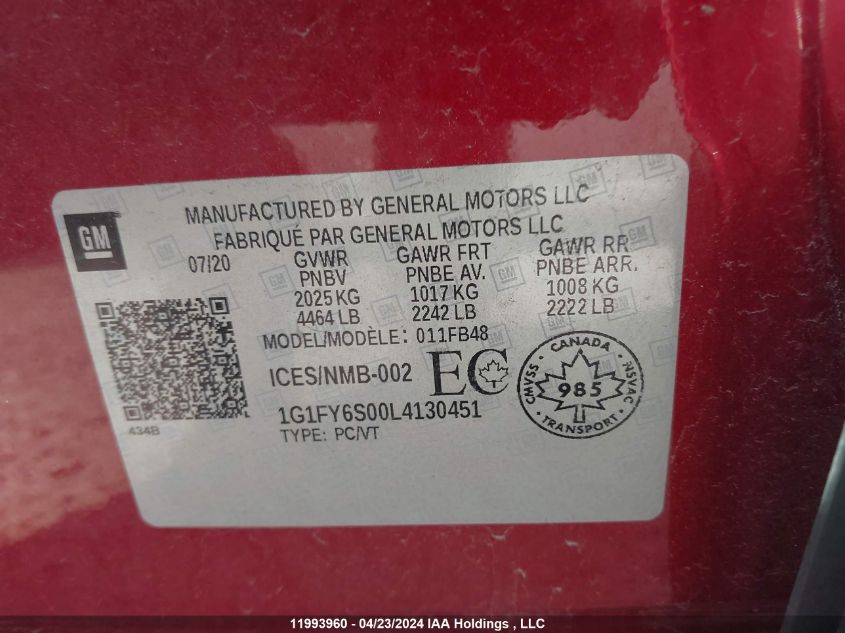 GM
MANUFACTURED BY GENERAL MOTORS LLC
FABRIQUÉ PAR GENERAL MOTORS LLC
07/20 GVWR GAWR FRT GAWR RR
PNBV PNBE AV. PNBE ARR.
2025 KG 1017 KG 1008 KG
4464 LB 2242 LB 2222 LB
MODEL/MODÈLE: 011FB48
ICES/NMB-002 EC
CANADA
CMVSS 985 NSVAC
TRANSPORT
1G1FY6S00L4130451
434B
TYPE: PC/VT
11993960 - 04/23/2024 IAA Holdings , LLC